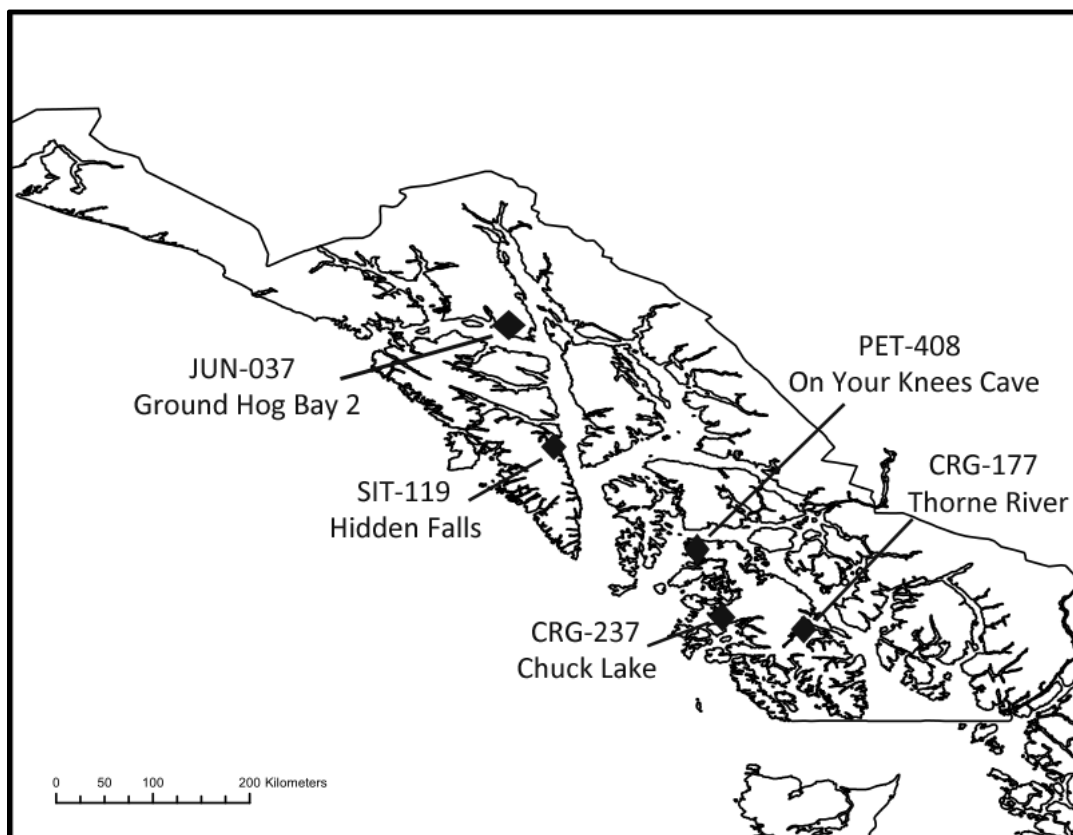 JUN-037
Ground Hog Bay 2
PET-408
On Your Knees Cave
CRG-177
Thorne River
SIT-119
Hidden Falls
CRG-237
Chuck Lake
0 50 100 200 Kilometers